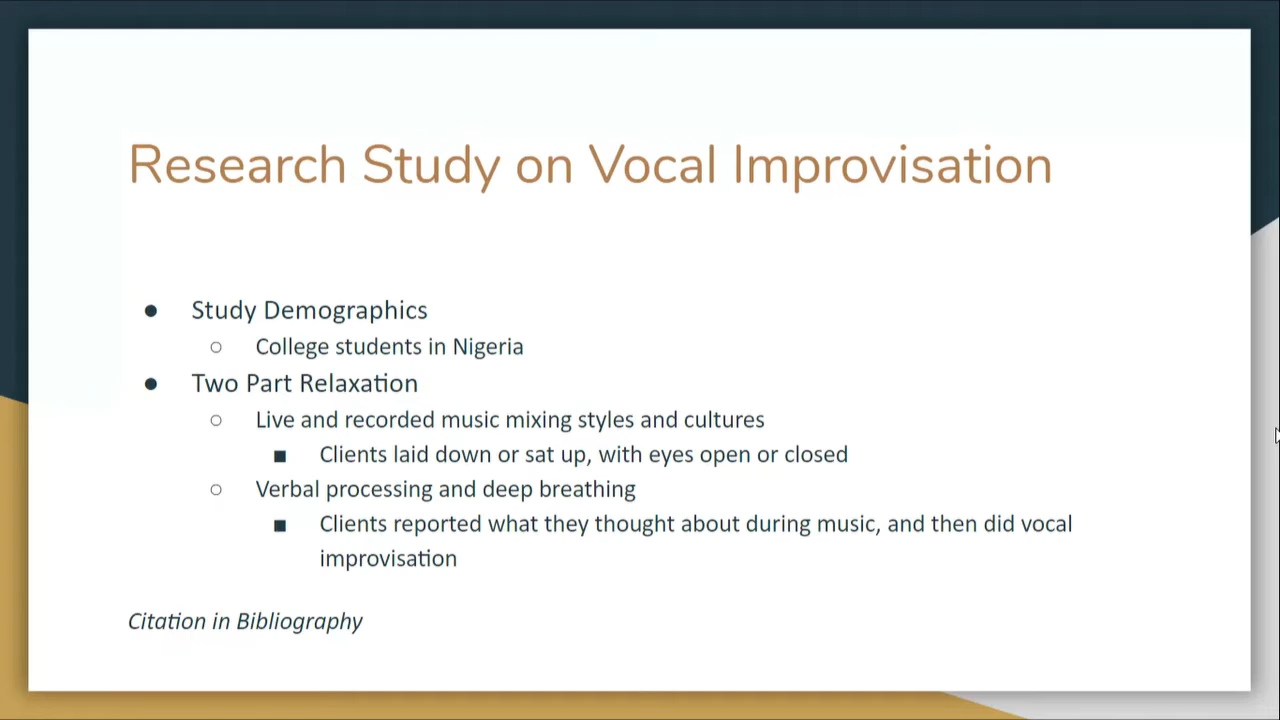 Research Study on Vocal Improvisation
● Study Demographics
○ College students in Nigeria
● Two Part Relaxation
○ Live and recorded music mixing styles and cultures
■ Clients laid down or sat up, with eyes open or closed
○ Verbal processing and deep breathing
■ Clients reported what they thought about during music, and then did vocal
improvisation
Citation in Bibliography